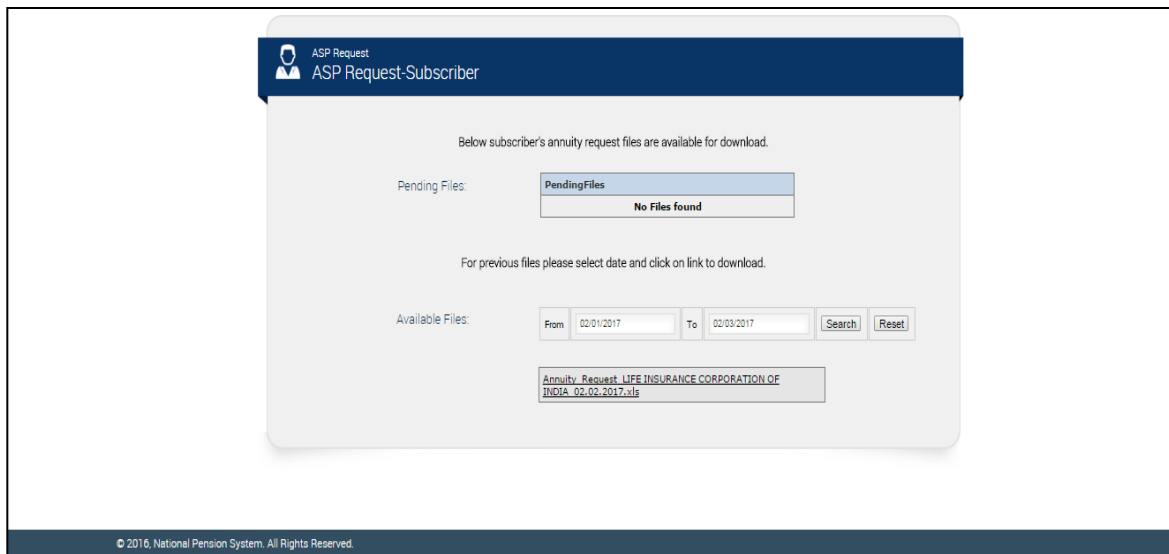 ASP Request
ASP Request-Subscriber
Below subscriber's annuity request files are available for download.
Pending Files:
PendingFiles
No Files found
For previous files please select date and click on link to download.
Available Files:
From 02/01/2017 To 02/03/2017 Search Reset
Annuity_Request_LIFE INSURANCE CORPORATION OF
INDIA_02.02.2017.xls
© 2016, National Pension System. All Rights Reserved.